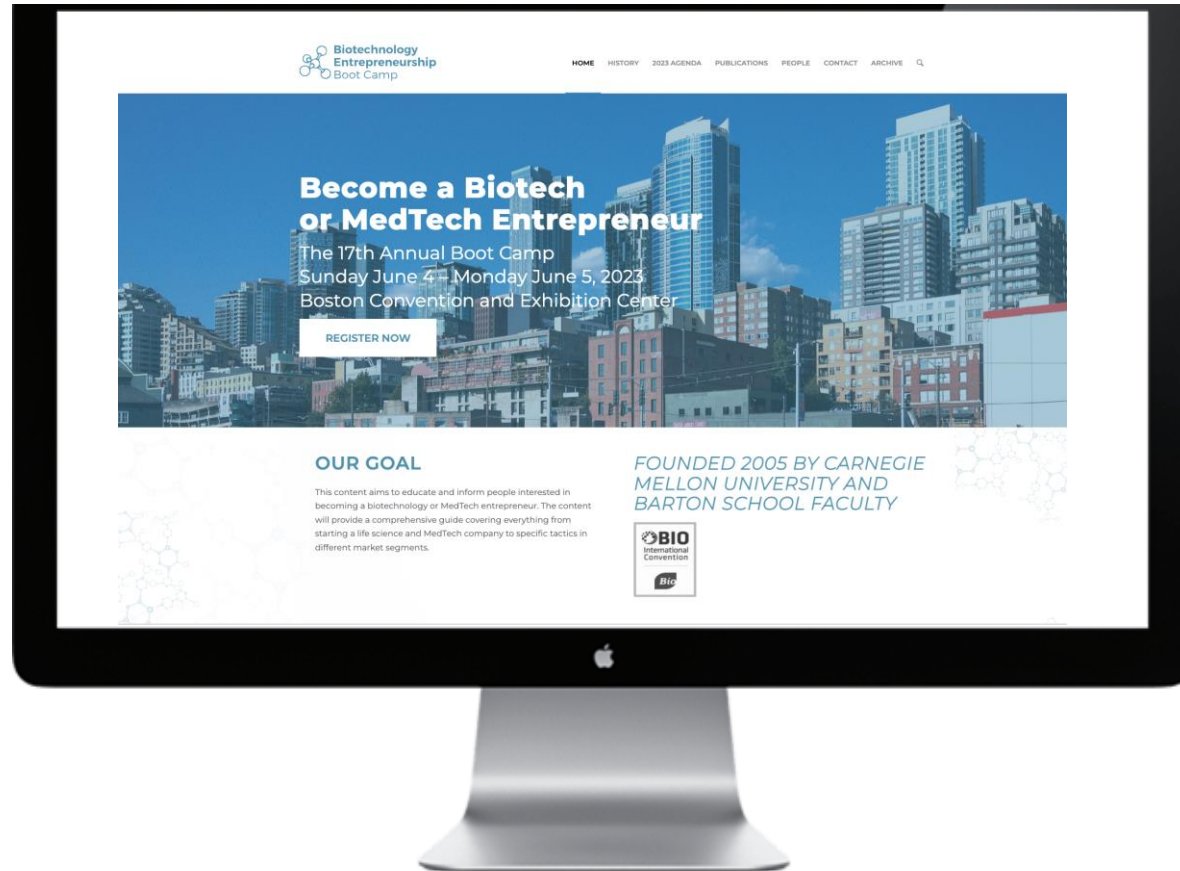 Biotechnology
Entrepreneurship
Boot Camp
HOME HISTORY 2023 AGENDA PUBLICATIONS PEOPLE CONTACT ARCHIVE
Become a Biotech
or MedTech Entrepreneur
The 17th Annual Boot Camp
Sunday June 4 – Monday June 5, 2023
Boston Convention and Exhibition Center
REGISTER NOW
OUR GOAL
This content aims to educate and inform people interested in
becoming a biotechnology or MedTech entrepreneur. The content
will provide a comprehensive guide covering everything from
starting a life science and MedTech company to specific tactics in
different market segments.
FOUNDED 2005 BY CARNEGIE
MELLON UNIVERSITY AND
BARTON SCHOOL FACULTY
BIO
International
Convention
Bio